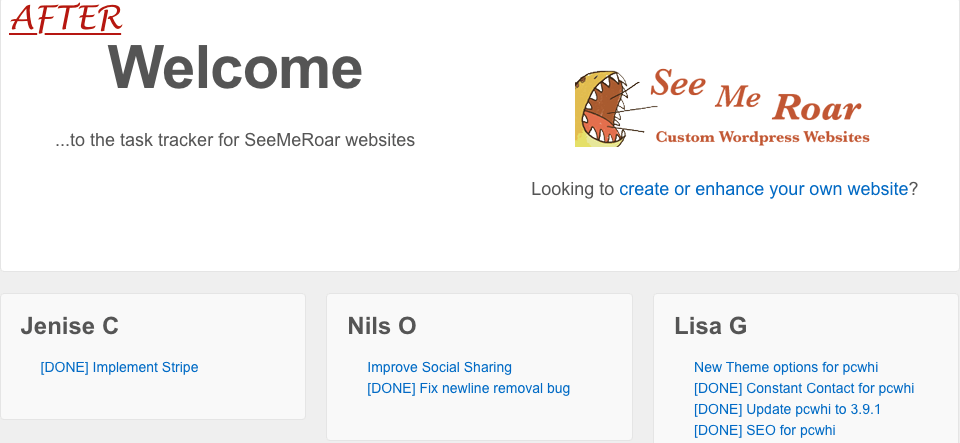 AFTER
Welcome
...to the task tracker for SeeMeRoar websites
See Me Roar
Custom Wordpress Websites
Looking to create or enhance your own website?
Jenise C
[DONE] Implement Stripe
Nils O
Improve Social Sharing
[DONE] Fix newline removal bug
Lisa G
New Theme options for pcwhi
[DONE] Constant Contact for pcwhi
[DONE] Update pcwhi to 3.9.1
[DONE] SEO for pcwhi